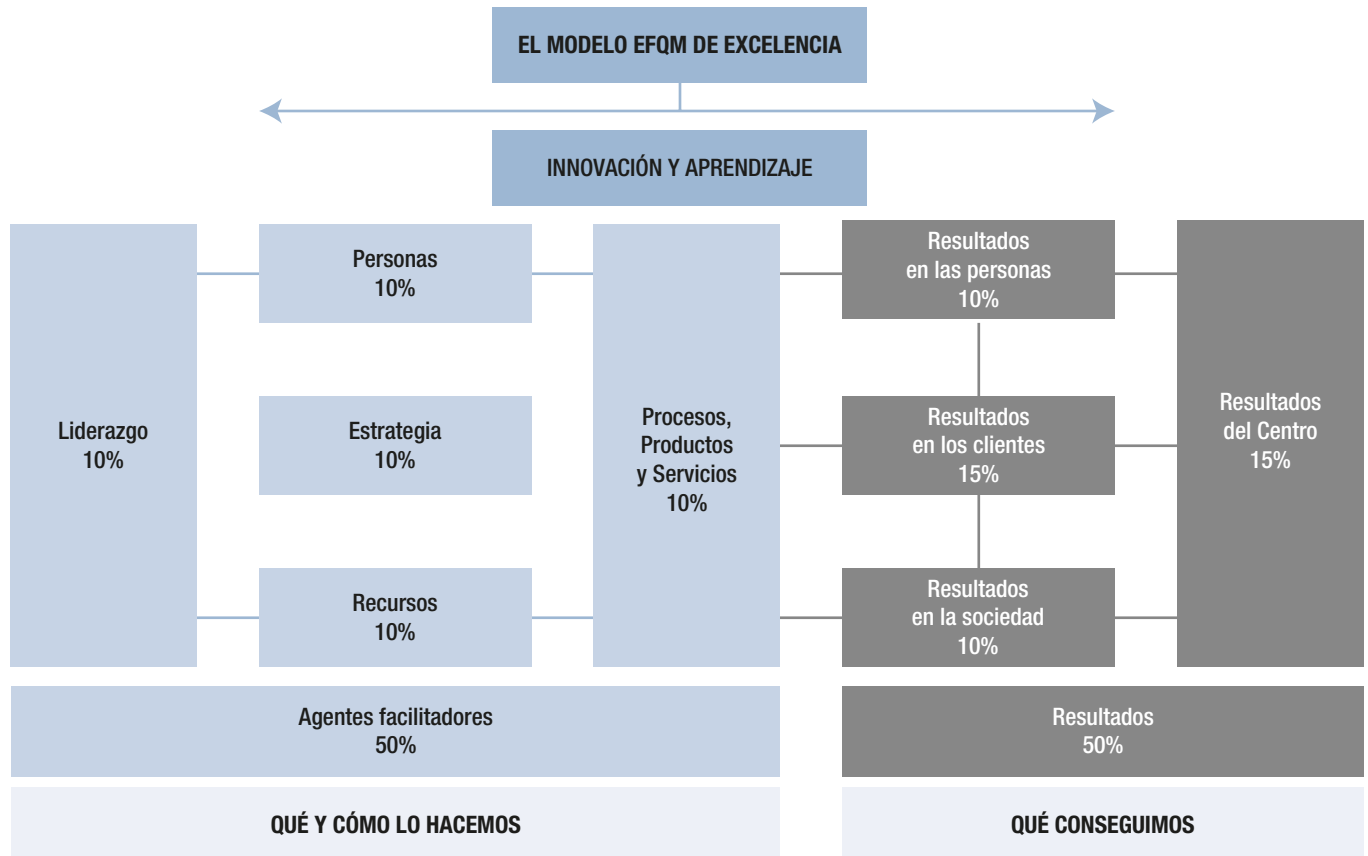 EL MODELO EFQM DE EXCELENCIA
INNOVACIÓN Y APRENDIZAJE
Liderazgo
10%
Personas
10%
Estrategia
10%
Recursos
10%
Procesos,
Productos
y Servicios
10%
Resultados
en las personas
10%
Resultados
en los clientes
15%
Resultados
en la sociedad
10%
Resultados
del Centro
15%
Agentes facilitadores
50%
Resultados
50%
QUÉ Y CÓMO LO HACEMOS
QUÉ CONSEGUIMOS